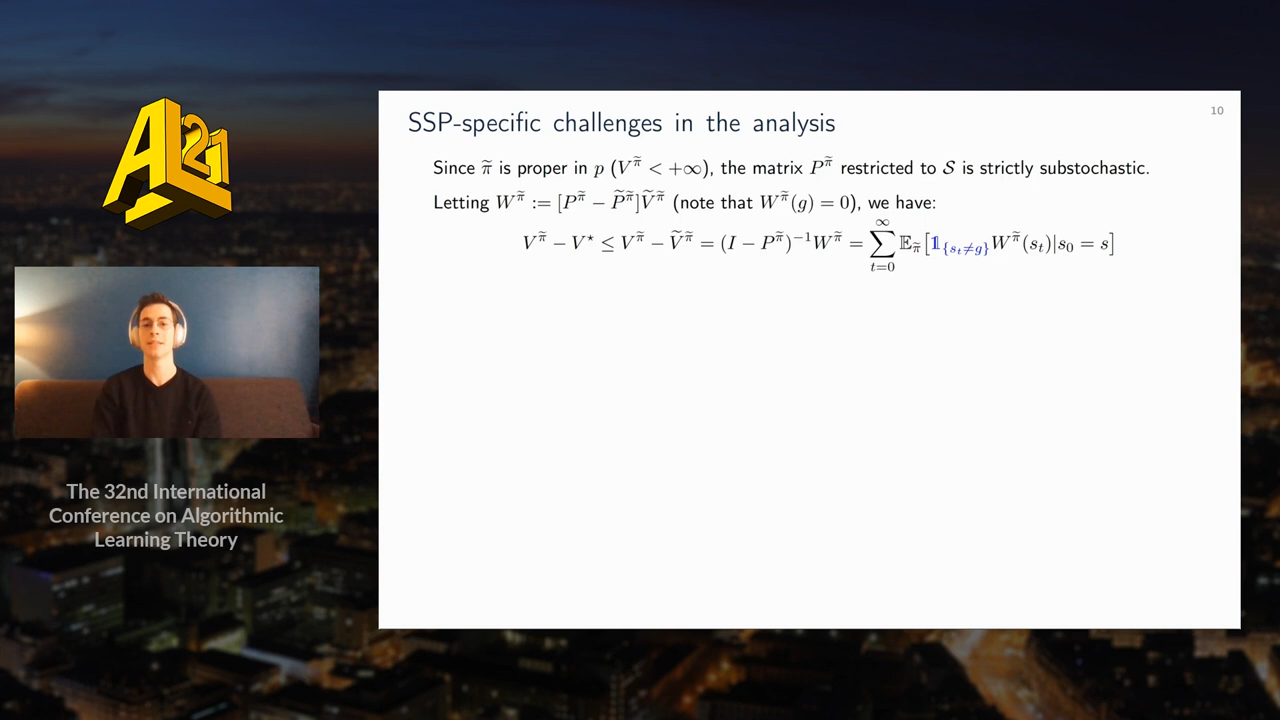 AL21
The 32nd International
Conference on Algorithmic
Learning Theory
SSP-specific challenges in the analysis
10
Since π̃ is proper in p (V^π̃ < +∞), the matrix P^π̃ restricted to 𝒮 is strictly substochastic.
Letting W^π̃ := [P^π̃ − P̃^π̃]Ṽ^π̃ (note that W^π̃(g) = 0), we have:
V^π̃ − V^⋆ ≤ V^π̃ − Ṽ^π̃ = (I − P^π̃)^{−1}W^π̃ = ∑_{t=0}^{∞} 𝔼_π̃[𝟙_{{s_t≠g}}W^π̃(s_t)|s_0 = s]